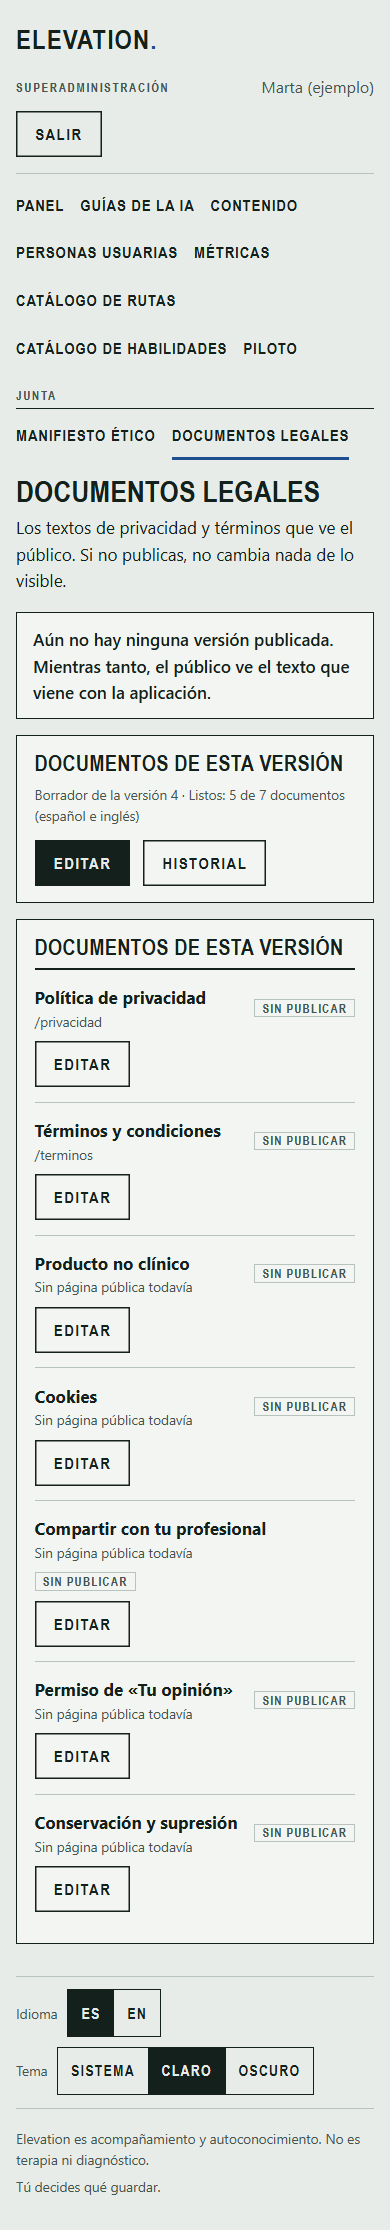 ELEVATION.
SUPERADMINISTRACIÓN
Marta (ejemplo)
SALIR
PANEL GUÍAS DE LA IA CONTENIDO
PERSONAS USUARIAS MÉTRICAS
CATÁLOGO DE RUTAS
CATÁLOGO DE HABILIDADES PILOTO
JUNTA
MANIFIESTO ÉTICO DOCUMENTOS LEGALES
DOCUMENTOS LEGALES
Los textos de privacidad y términos que ve el
público. Si no publicas, no cambia nada de lo
visible.
Aún no hay ninguna versión publicada.
Mientras tanto, el público ve el texto que
viene con la aplicación.
DOCUMENTOS DE ESTA VERSIÓN
Borrador de la versión 4 · Listos: 5 de 7 documentos
(español e inglés)
EDITAR HISTORIAL
DOCUMENTOS DE ESTA VERSIÓN
Política de privacidad
/privacidad
SIN PUBLICAR
EDITAR
Términos y condiciones
/terminos
SIN PUBLICAR
EDITAR
Producto no clínico
Sin página pública todavía
SIN PUBLICAR
EDITAR
Cookies
Sin página pública todavía
SIN PUBLICAR
EDITAR
Compartir con tu profesional
Sin página pública todavía
SIN PUBLICAR
EDITAR
Permiso de «Tu opinión»
Sin página pública todavía
SIN PUBLICAR
EDITAR
Conservación y supresión
Sin página pública todavía
SIN PUBLICAR
EDITAR
Idioma ES EN
Tema SISTEMA CLARO OSCURO
Elevation es acompañamiento y autoconocimiento. No es
terapia ni diagnóstico.
Tú decides qué guardar.